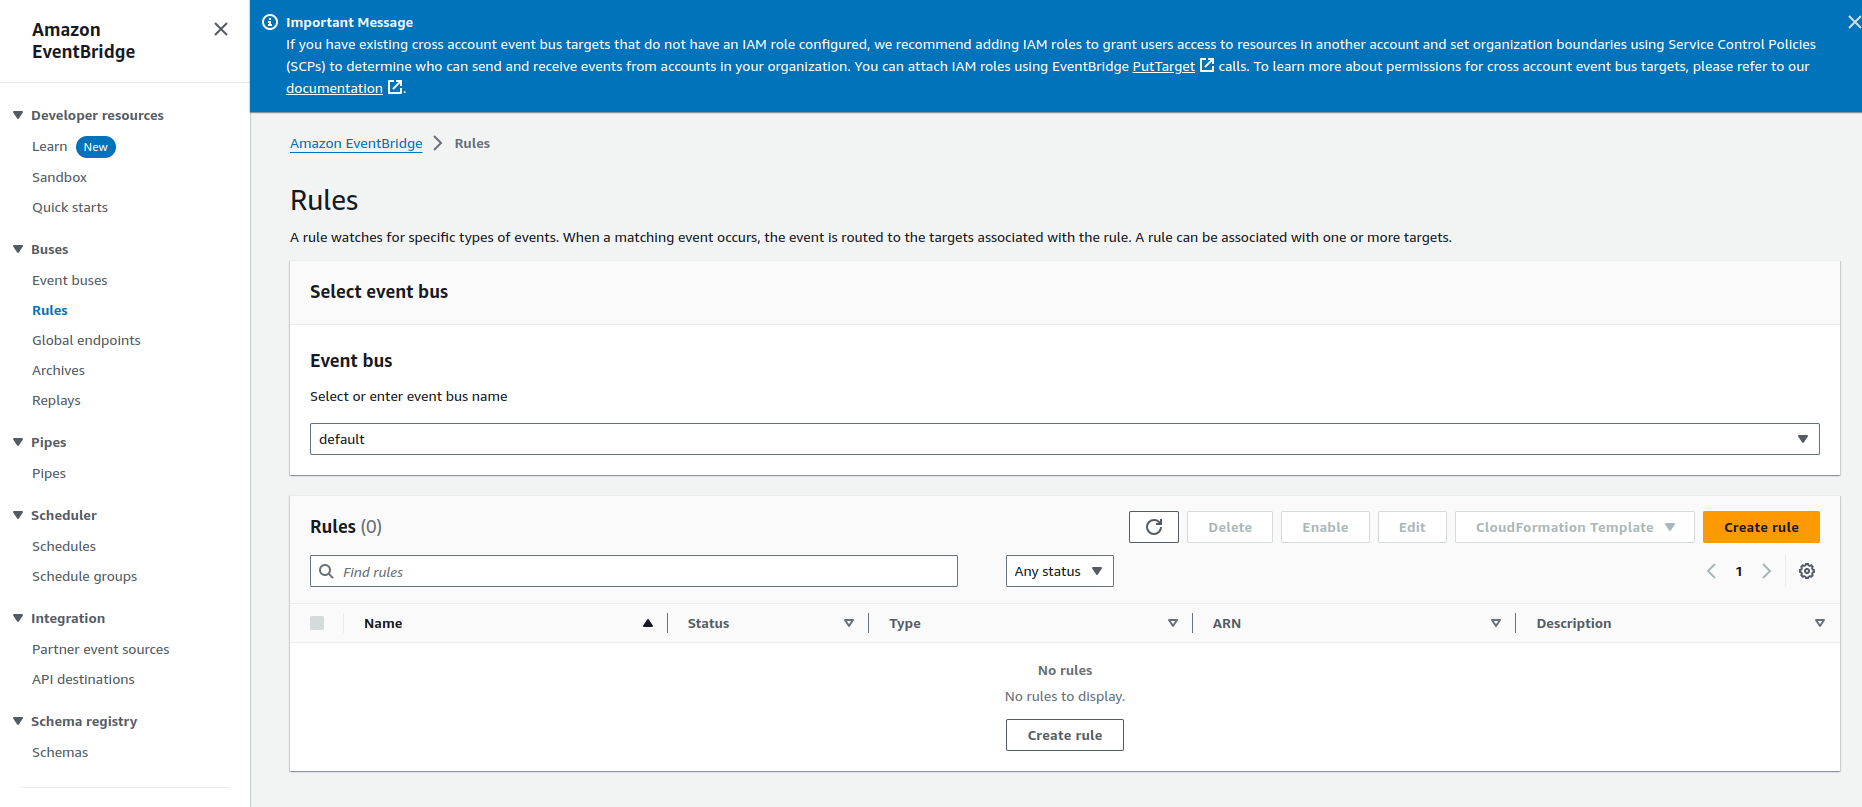 Amazon
EventBridge
Developer resources
Learn New
Sandbox
Quick starts
Buses
Event buses
Rules
Global endpoints
Archives
Replays
Pipes
Pipes
Scheduler
Schedules
Schedule groups
Integration
Partner event sources
API destinations
Schema registry
Schemas
Important Message
If you have existing cross account event bus targets that do not have an IAM role configured, we recommend adding IAM roles to grant users access to resources in another account and set organization boundaries using Service Control Policies
(SCPs) to determine who can send and receive events from accounts in your organization. You can attach IAM roles using EventBridge PutTarget calls. To learn more about permissions for cross account event bus targets, please refer to our
documentation .
Amazon EventBridge > Rules
Rules
A rule watches for specific types of events. When a matching event occurs, the event is routed to the targets associated with the rule. A rule can be associated with one or more targets.
Select event bus
Event bus
Select or enter event bus name
default
Rules (0) Delete Enable Edit CloudFormation Template Create rule
Find rules Any status 1
Name Status Type ARN Description
No rules
No rules to display.
Create rule